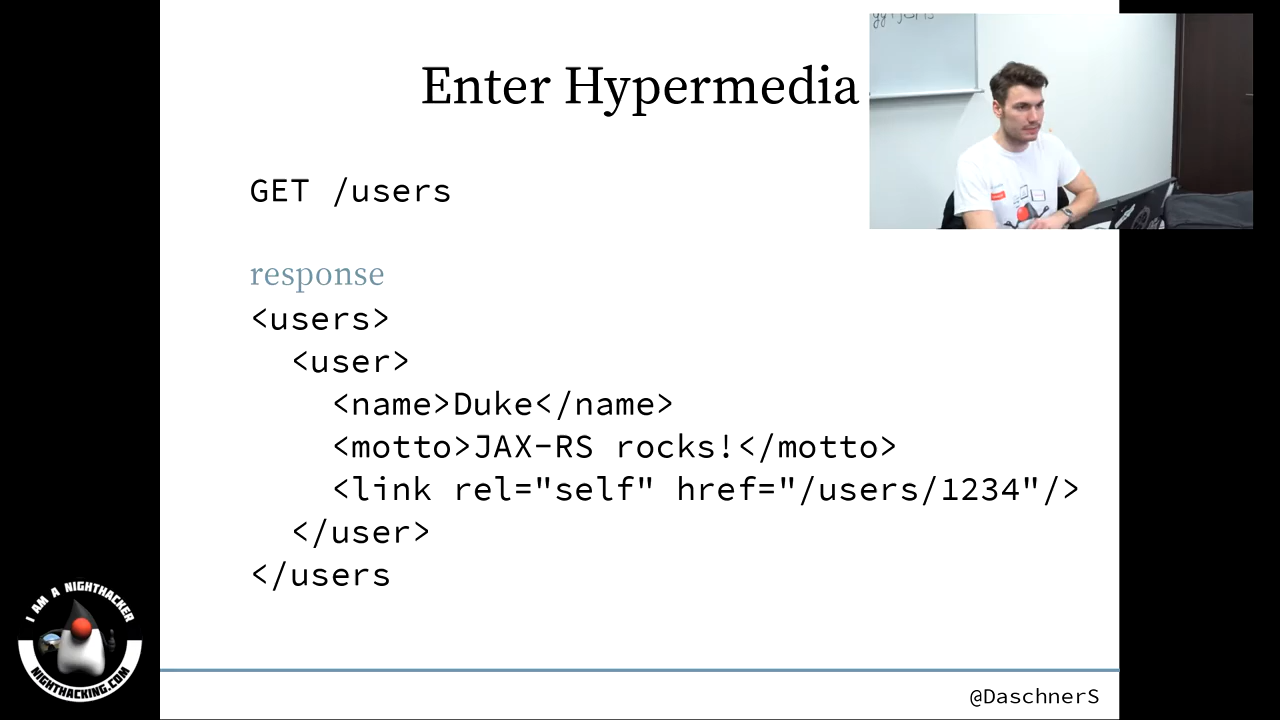 Enter Hypermedia
GET /users
response
<users>
  <user>
    <name>Duke</name>
    <motto>JAX-RS rocks!</motto>
    <link rel="self" href="/users/1234"/>
  </user>
</users
I AM A NIGHTHACKER
NIGHTHACKING.COM
@DaschnerS